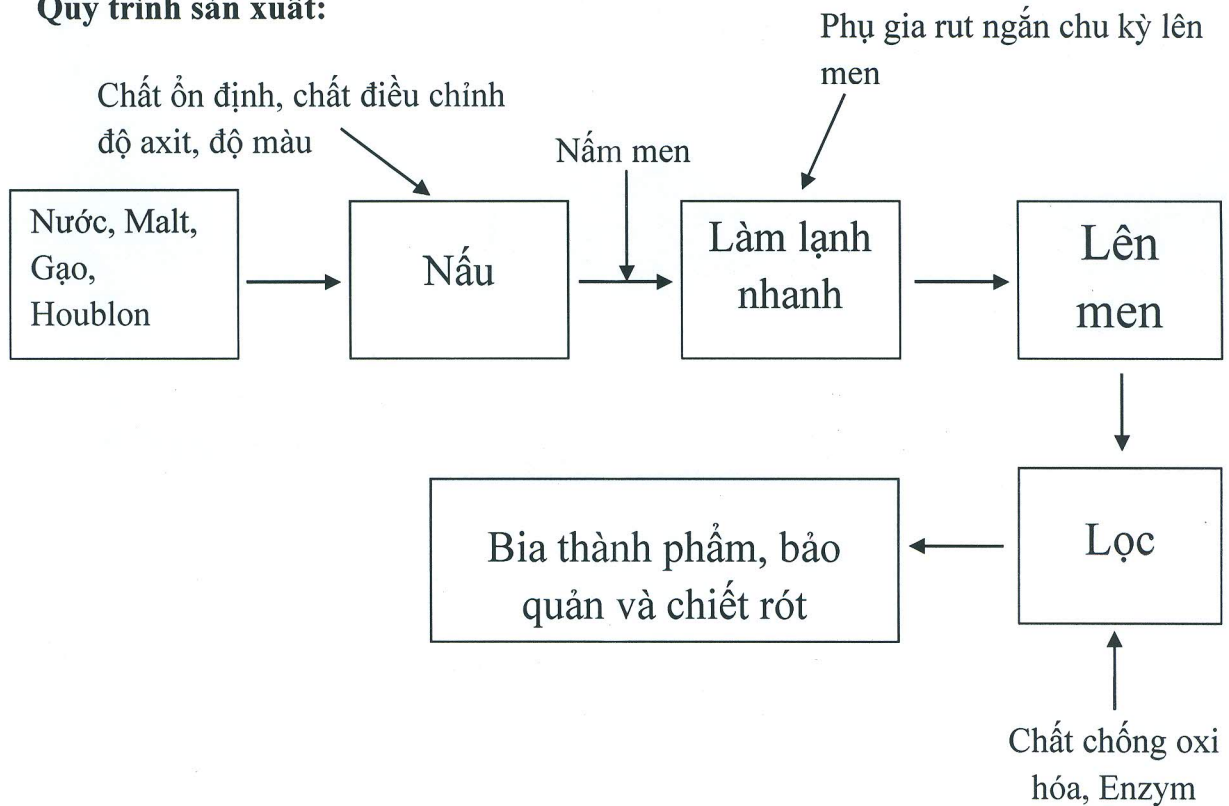 Quy trình sản xuất:
Phụ gia rut ngắn chu kỳ lên
men
Chất ổn định, chất điều chỉnh
độ axit, độ màu
Nấm men
Nước, Malt,
Gạo,
Houblon
Nấu
Làm lạnh
nhanh
Lên
men
Lọc
Bia thành phẩm, bảo
quản và chiết rót
Chất chống oxi
hóa, Enzym